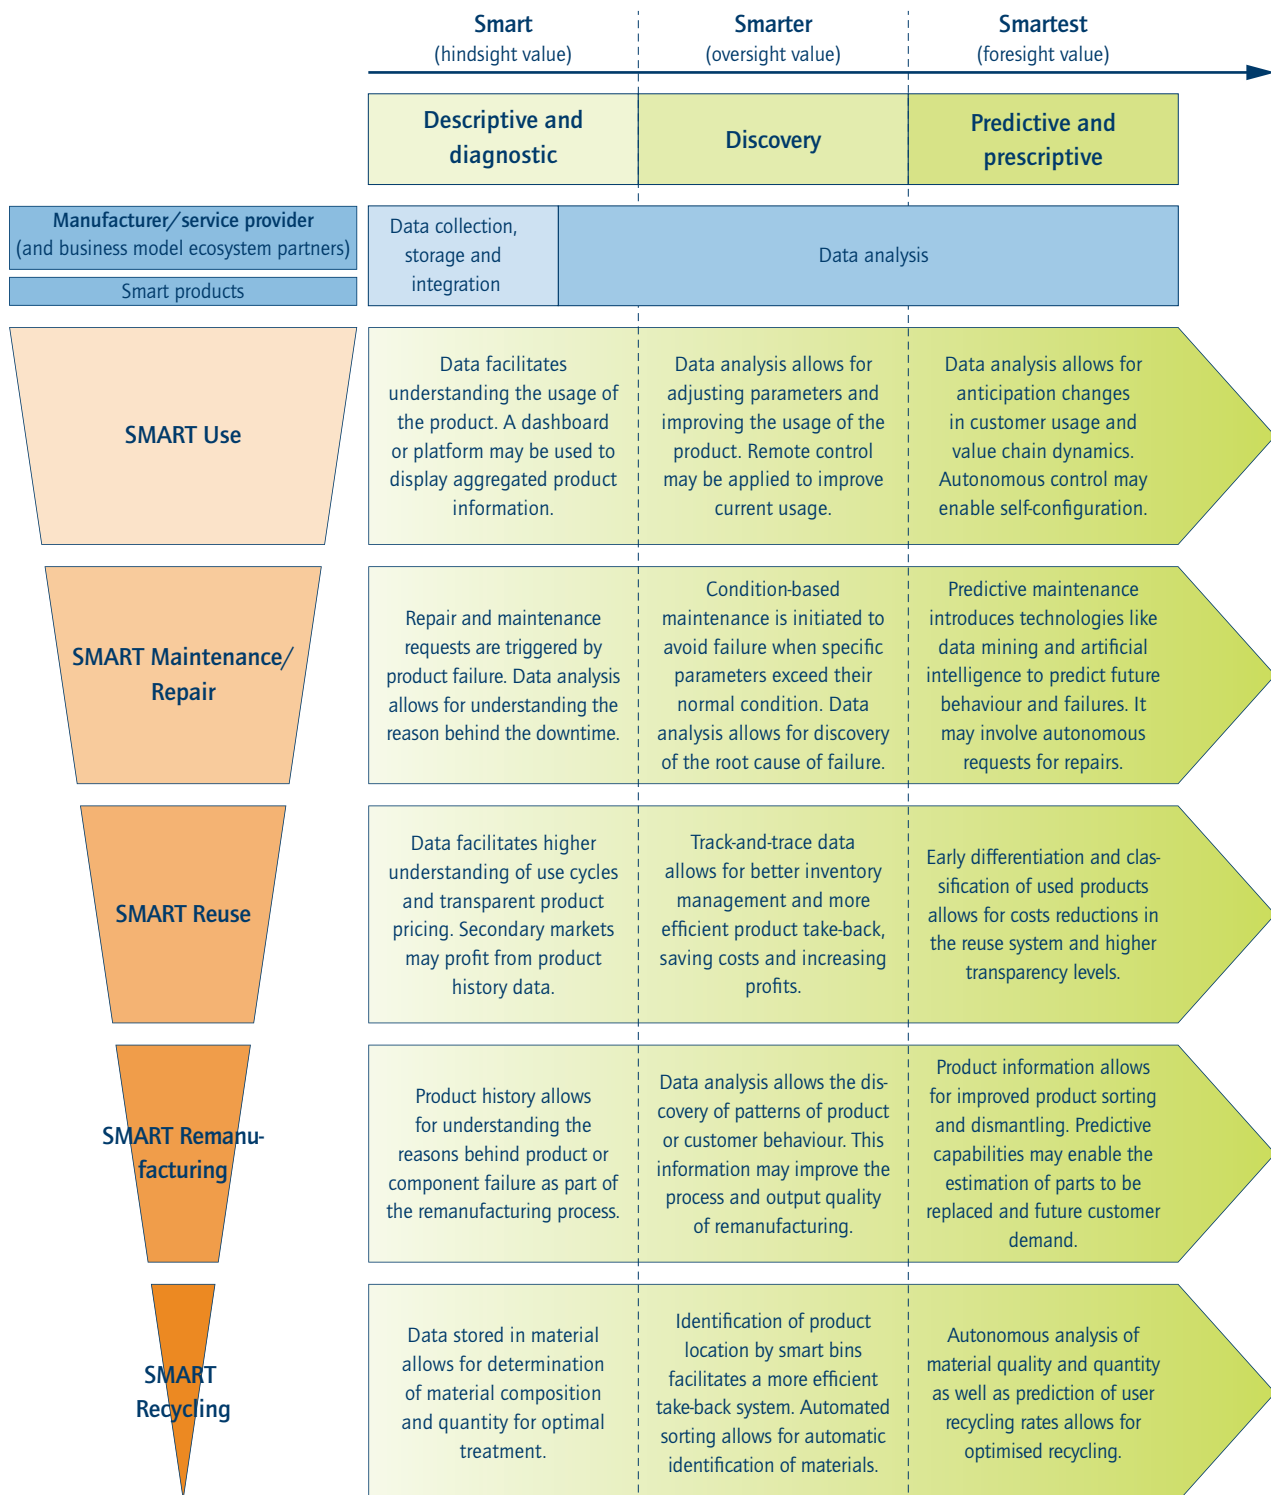 Smart
(hindsight value)
Smarter
(oversight value)
Smartest
(foresight value)
Descriptive and
diagnostic
Discovery
Predictive and
prescriptive
Manufacturer/service provider
(and business model ecosystem partners)
Smart products
Data collection,
storage and
integration
Data analysis
SMART Use
Data facilitates
understanding the usage of
the product. A dashboard
or platform may be used to
display aggregated product
information.
Data analysis allows for
adjusting parameters and
improving the usage of the
product. Remote control
may be applied to improve
current usage.
Data analysis allows for
anticipation changes
in customer usage and
value chain dynamics.
Autonomous control may
enable self-configuration.
SMART Maintenance/
Repair
Repair and maintenance
requests are triggered by
product failure. Data analysis
allows for understanding the
reason behind the downtime.
Condition-based
maintenance is initiated to
avoid failure when specific
parameters exceed their
normal condition. Data
analysis allows for discovery
of the root cause of failure.
Predictive maintenance
introduces technologies like
data mining and artificial
intelligence to predict future
behaviour and failures. It
may involve autonomous
requests for repairs.
SMART Reuse
Data facilitates higher
understanding of use cycles
and transparent product
pricing. Secondary markets
may profit from product
history data.
Track-and-trace data
allows for better inventory
management and more
efficient product take-back,
saving costs and increasing
profits.
Early differentiation and clas-
sification of used products
allows for costs reductions in
the reuse system and higher
transparency levels.
SMART Remanu-
facturing
Product history allows
for understanding the
reasons behind product or
component failure as part of
the remanufacturing process.
Data analysis allows the dis-
covery of patterns of product
or customer behaviour. This
information may improve the
process and output quality
of remanufacturing.
Product information allows
for improved product sorting
and dismantling. Predictive
capabilities may enable the
estimation of parts to be
replaced and future customer
demand.
SMART
Recycling
Data stored in material
allows for determination
of material composition
and quantity for optimal
treatment.
Identification of product
location by smart bins
facilitates a more efficient
take-back system. Automated
sorting allows for automatic
identification of materials.
Autonomous analysis of
material quality and quantity
as well as prediction of user
recycling rates allows for
optimised recycling.